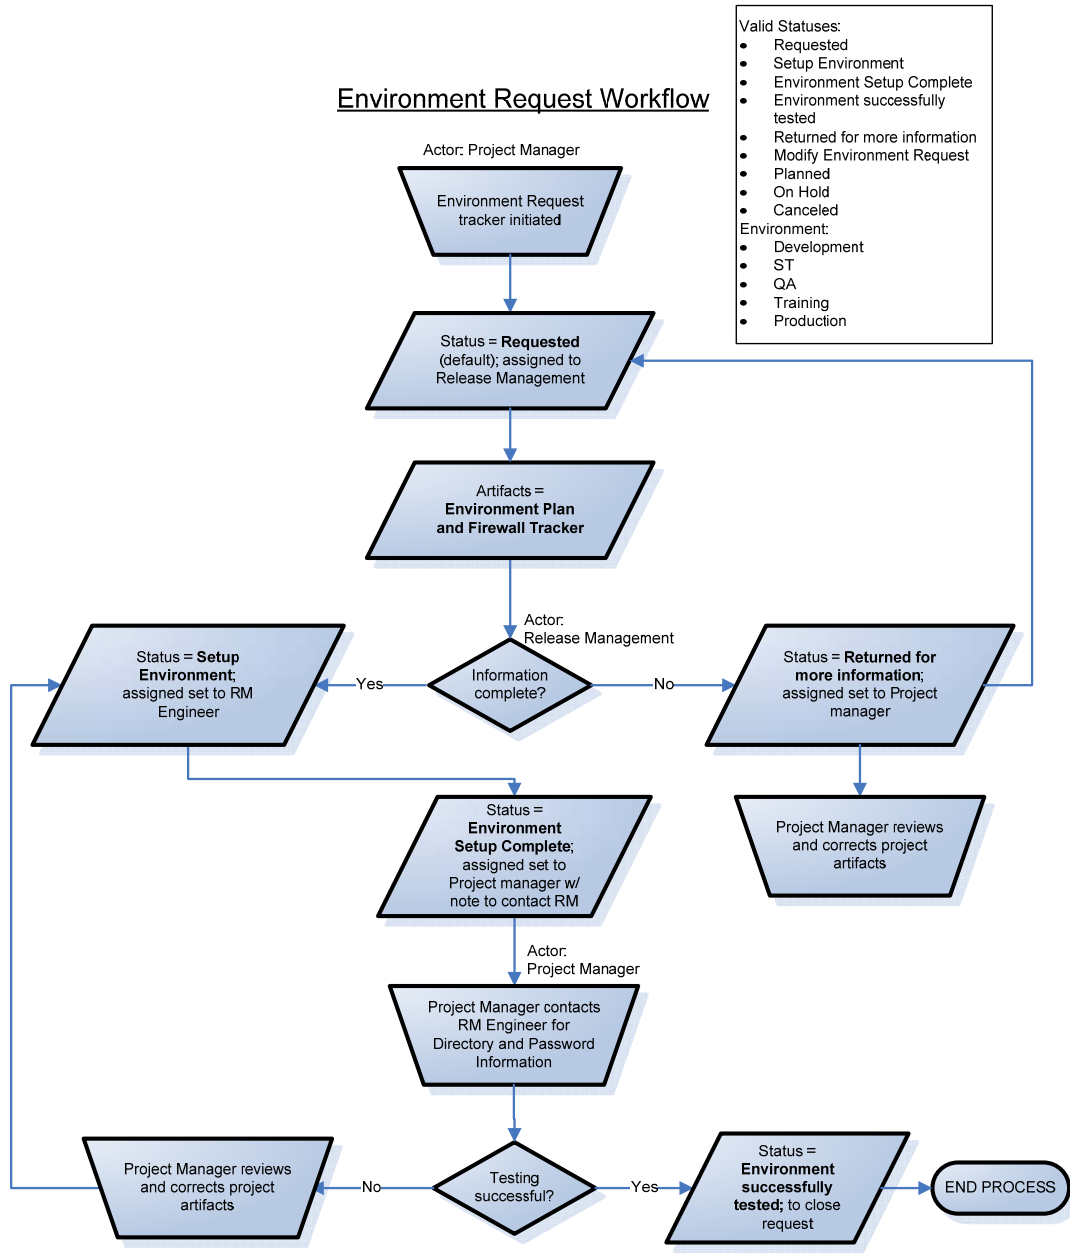 Environment Request Workflow
Valid Statuses:
● Requested
● Setup Environment
● Environment Setup Complete
● Environment successfully
tested
● Returned for more information
● Modify Environment Request
● Planned
● On Hold
● Canceled
Environment:
● Development
● ST
● QA
● Training
● Production
Actor: Project Manager
Environment Request
tracker initiated
Status = Requested
(default); assigned to
Release Management
Artifacts =
Environment Plan
and Firewall Tracker
Actor:
Release Management
Information
complete?
Yes
No
Status = Setup
Environment;
assigned set to RM
Engineer
Status = Returned for
more information;
assigned set to Project
manager
Project Manager reviews
and corrects project
artifacts
Status =
Environment
Setup Complete;
assigned set to
Project manager w/
note to contact RM
Actor:
Project Manager
Project Manager contacts
RM Engineer for
Directory and Password
Information
Testing
successful?
No
Yes
Project Manager reviews
and corrects project
artifacts
Status =
Environment
successfully
tested; to close
request
END PROCESS